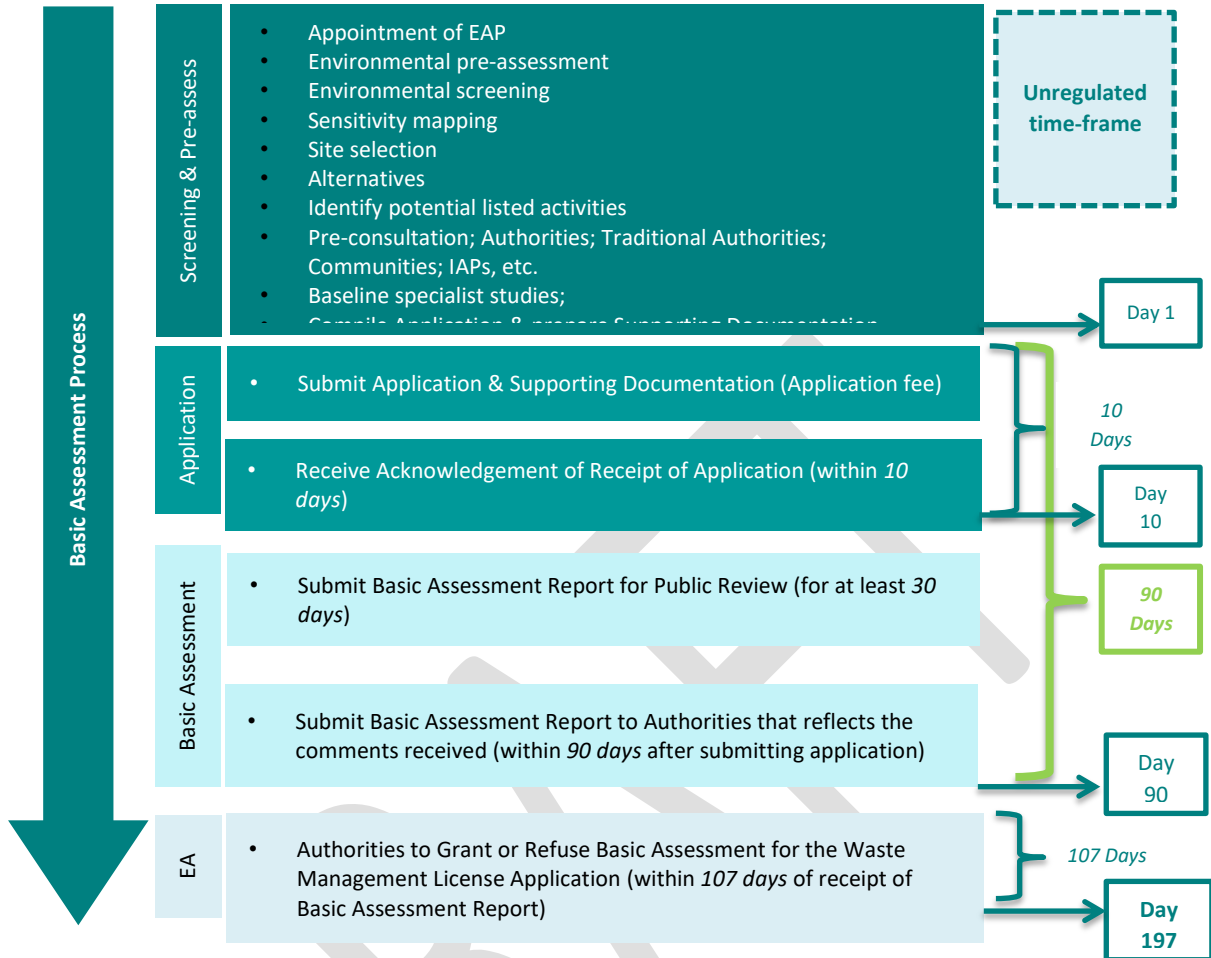 Basic Assessment Process
Screening & Pre-assess
• Appointment of EAP
• Environmental pre-assessment
• Environmental screening
• Sensitivity mapping
• Site selection
• Alternatives
• Identify potential listed activities
• Pre-consultation; Authorities; Traditional Authorities;
Communities; IAPs, etc.
• Baseline specialist studies;
• Compile Application & prepare Supporting Documentation
Unregulated
time-frame
Day 1
Application
• Submit Application & Supporting Documentation (Application fee)
• Receive Acknowledgement of Receipt of Application (within 10
days)
10
Days
Day
10
Basic Assessment
• Submit Basic Assessment Report for Public Review (for at least 30
days)
• Submit Basic Assessment Report to Authorities that reflects the
comments received (within 90 days after submitting application)
90
Days
Day
90
EA
• Authorities to Grant or Refuse Basic Assessment for the Waste
Management License Application (within 107 days of receipt of
Basic Assessment Report)
107 Days
Day
197